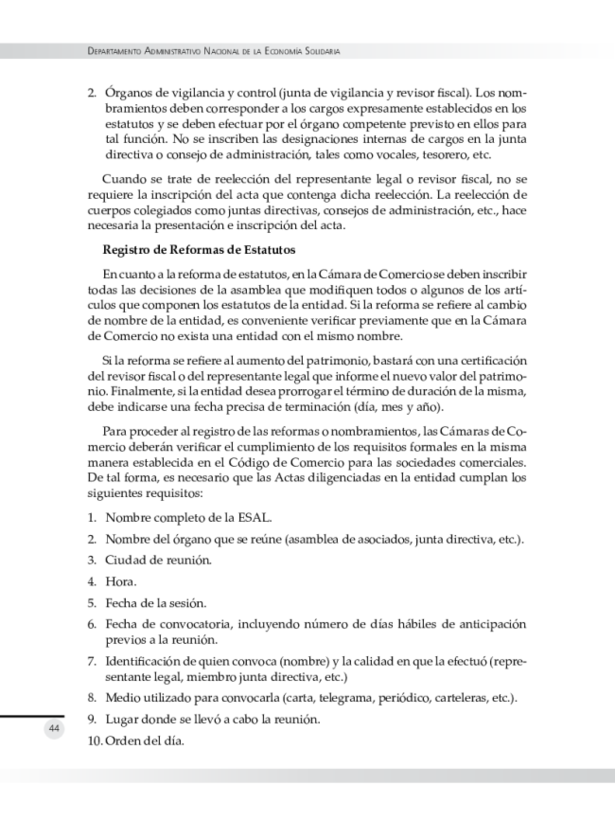 Departamento Administrativo Nacional de la Economía Solidaria
2. Órganos de vigilancia y control (junta de vigilancia y revisor fiscal). Los nom-
bramientos deben corresponder a los cargos expresamente establecidos en los
estatutos y se deben efectuar por el órgano competente previsto en ellos para
tal función. No se inscriben las designaciones internas de cargos en la junta
directiva o consejo de administración, tales como vocales, tesorero, etc.
Cuando se trate de reelección del representante legal o revisor fiscal, no se
requiere la inscripción del acta que contenga dicha reelección. La reelección de
cuerpos colegiados como juntas directivas, consejos de administración, etc., hace
necesaria la presentación e inscripción del acta.
Registro de Reformas de Estatutos
En cuanto a la reforma de estatutos, en la Cámara de Comercio se deben inscribir
todas las decisiones de la asamblea que modifiquen todos o algunos de los artí-
culos que componen los estatutos de la entidad. Si la reforma se refiere al cambio
de nombre de la entidad, es conveniente verificar previamente que en la Cámara
de Comercio no exista una entidad con el mismo nombre.
Si la reforma se refiere al aumento del patrimonio, bastará con una certificación
del revisor fiscal o del representante legal que informe el nuevo valor del patrimo-
nio. Finalmente, si la entidad desea prorrogar el término de duración de la misma,
debe indicarse una fecha precisa de terminación (día, mes y año).
Para proceder al registro de las reformas o nombramientos, las Cámaras de Co-
mercio deberán verificar el cumplimiento de los requisitos formales en la misma
manera establecida en el Código de Comercio para las sociedades comerciales.
De tal forma, es necesario que las Actas diligenciadas en la entidad cumplan los
siguientes requisitos:
1. Nombre completo de la ESAL.
2. Nombre del órgano que se reúne (asamblea de asociados, junta directiva, etc.).
3. Ciudad de reunión.
4. Hora.
5. Fecha de la sesión.
6. Fecha de convocatoria, incluyendo número de días hábiles de anticipación
previos a la reunión.
7. Identificación de quien convoca (nombre) y la calidad en que la efectuó (repre-
sentante legal, miembro junta directiva, etc.)
8. Medio utilizado para convocarla (carta, telegrama, periódico, carteleras, etc.).
9. Lugar donde se llevó a cabo la reunión.
10. Orden del día.
44